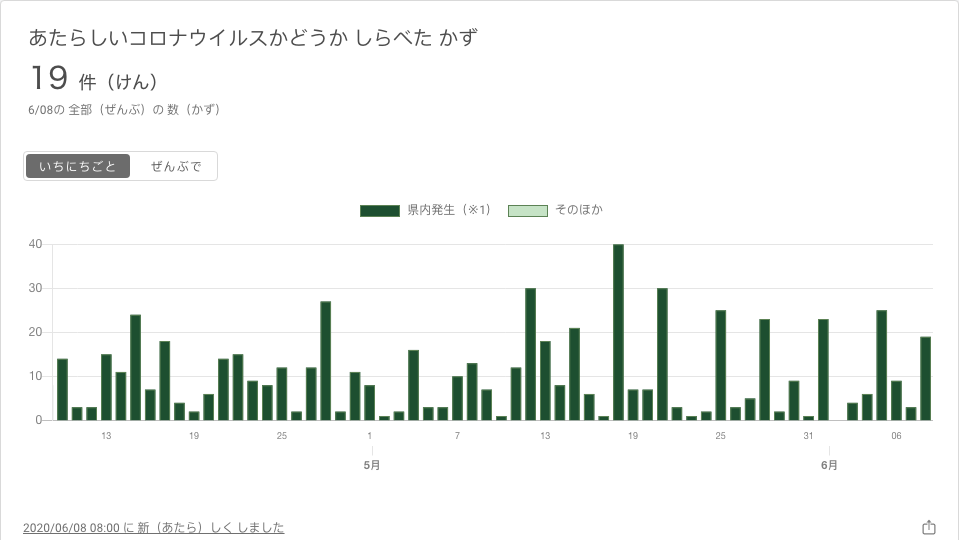 あたらしいコロナウイルスかどうか しらべた かず
19 件（けん）
6/08の 全部（ぜんぶ）の 数（かず）
いちにちごと ぜんぶで
県内発生（※1） そのほか
40
30
20
10
0
13 19 25 1 7 13 19 25 31 06
5月 6月
2020/06/08 08:00 に 新（あたら）しく しました